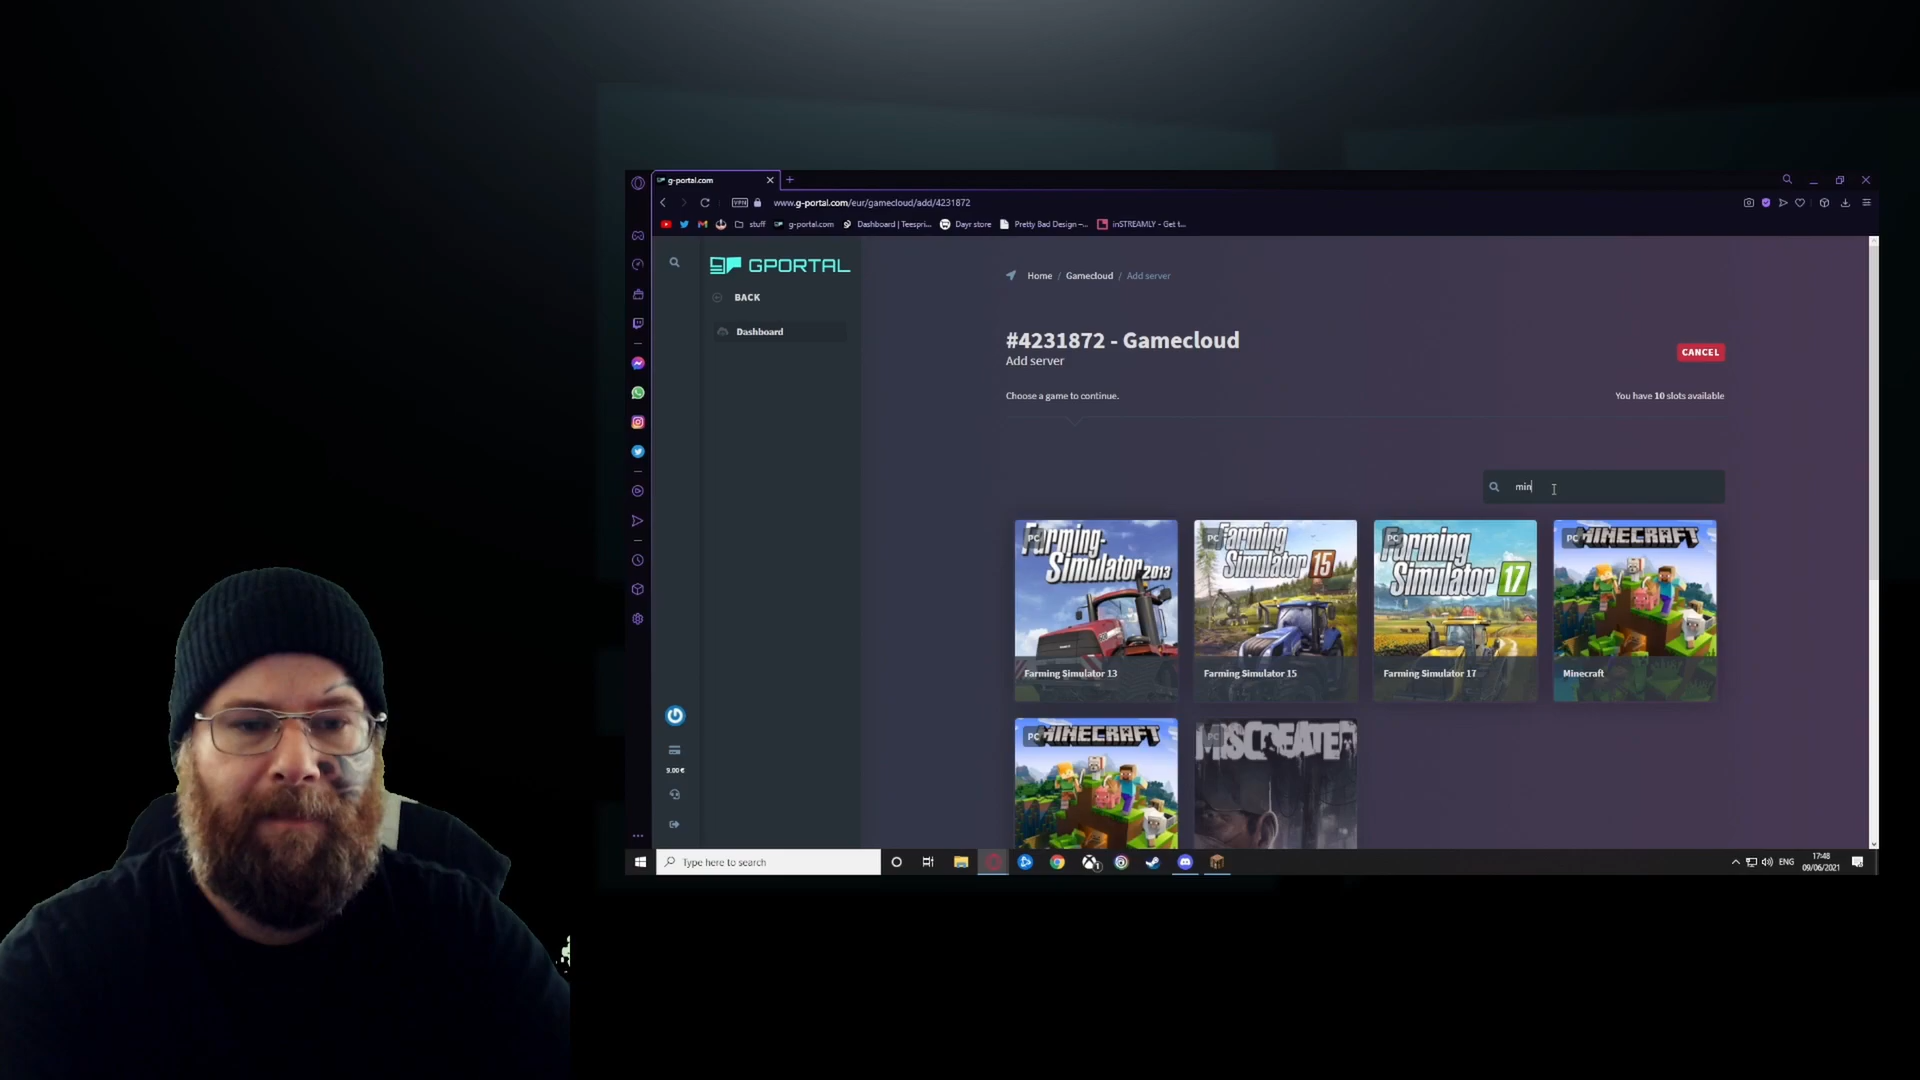 g-portal.com
VPN
www.g-portal.com/eur/gamecloud/add/4231872
stuff
g-portal.com
Dashboard | Teespri...
Dayr store
Pretty Bad Design –...
inSTREAMLY - Get t...
GPORTAL
BACK
Dashboard
Home / Gamecloud / Add server
#4231872 - Gamecloud
Add server
CANCEL
Choose a game to continue.
You have 10 slots available
min
PC
Farming-Simulator 2013
Farming Simulator 13
PC
Farming Simulator 15
Farming Simulator 15
PC
Farming Simulator 17
Farming Simulator 17
PC
MINECRAFT
Minecraft
PC
MINECRAFT
PC
MISCREATED
9.00 €
Type here to search
ENG
17:48
09/06/2021